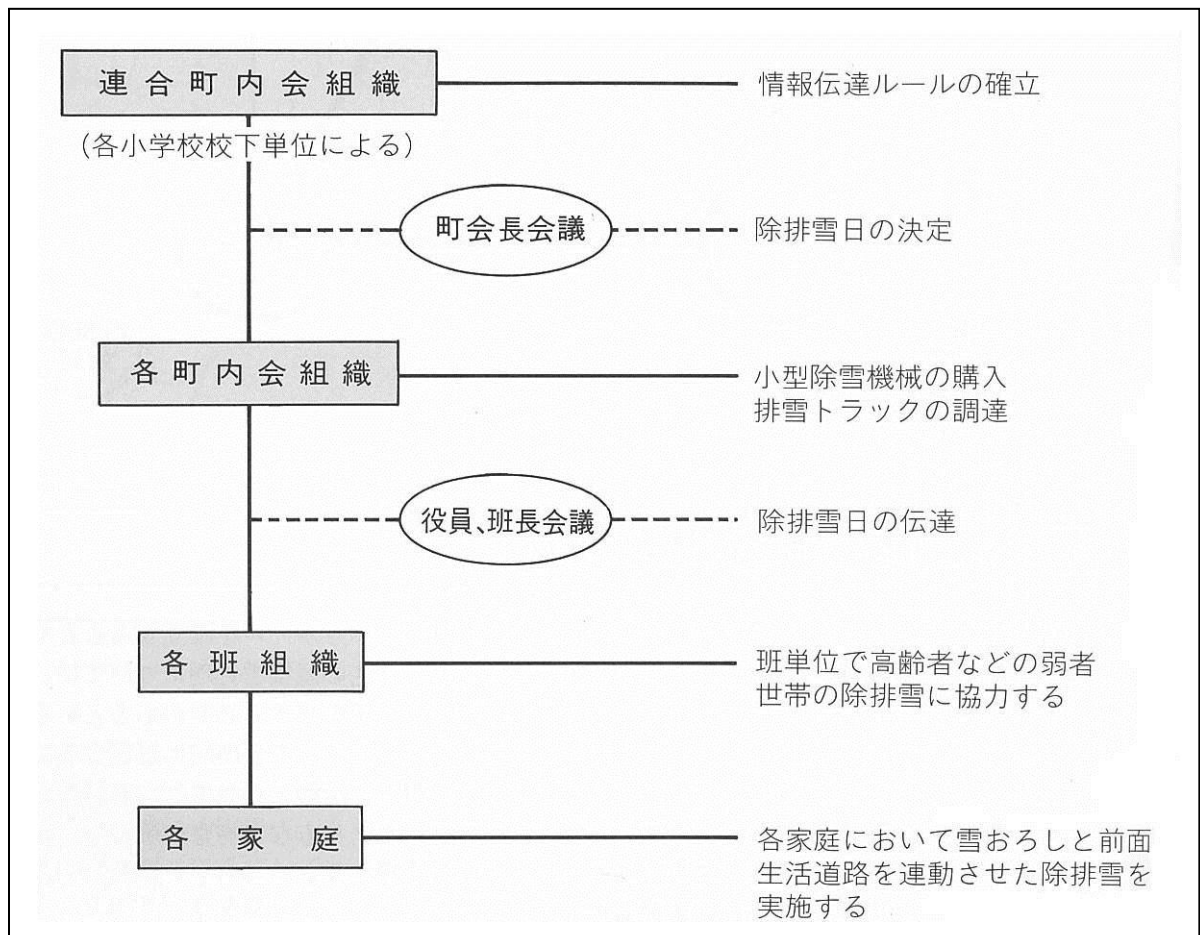 連合町内会組織
情報伝達ルールの確立
(各小学校校下単位による)
町会長会議
除排雪日の決定
各町内会組織
小型除雪機械の購入
排雪トラックの調達
役員、班長会議
除排雪日の伝達
各班組織
班単位で高齢者などの弱者
世帯の除排雪に協力する
各家庭
各家庭において雪おろしと前面
生活道路を連動させた除排雪を
実施する